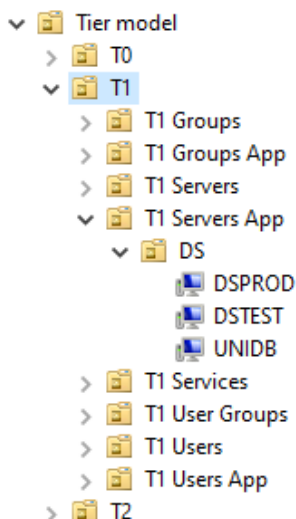 Tier model
T0
T1
T1 Groups
T1 Groups App
T1 Servers
T1 Servers App
DS
DSPROD
DSTEST
UNIDB
T1 Services
T1 User Groups
T1 Users
T1 Users App
T2